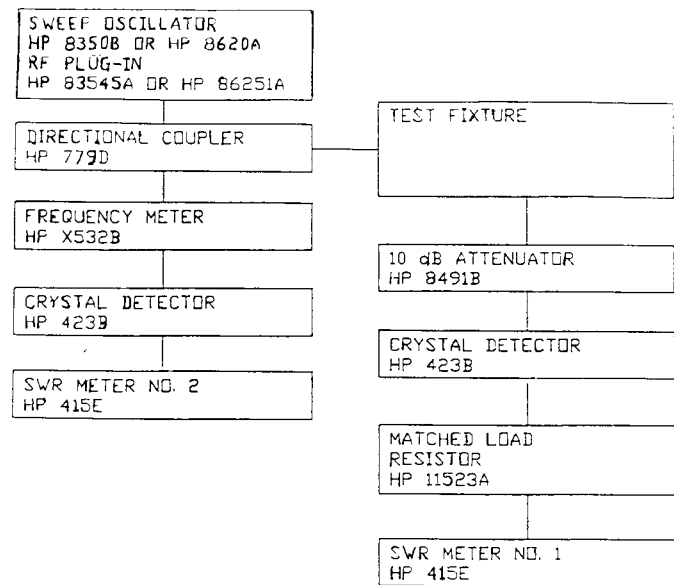 SWEEP OSCILLATOR
HP 8350B OR HP 8620A
RF PLUG-IN
HP 83545A OR HP 86251A
DIRECTIONAL COUPLER
HP 779D
FREQUENCY METER
HP X532B
CRYSTAL DETECTOR
HP 423B
SWR METER NO. 2
HP 415E
TEST FIXTURE
10 dB ATTENUATOR
HP 8491B
CRYSTAL DETECTOR
HP 423B
MATCHED LOAD
RESISTOR
HP 11523A
SWR METER NO. 1
HP 415E